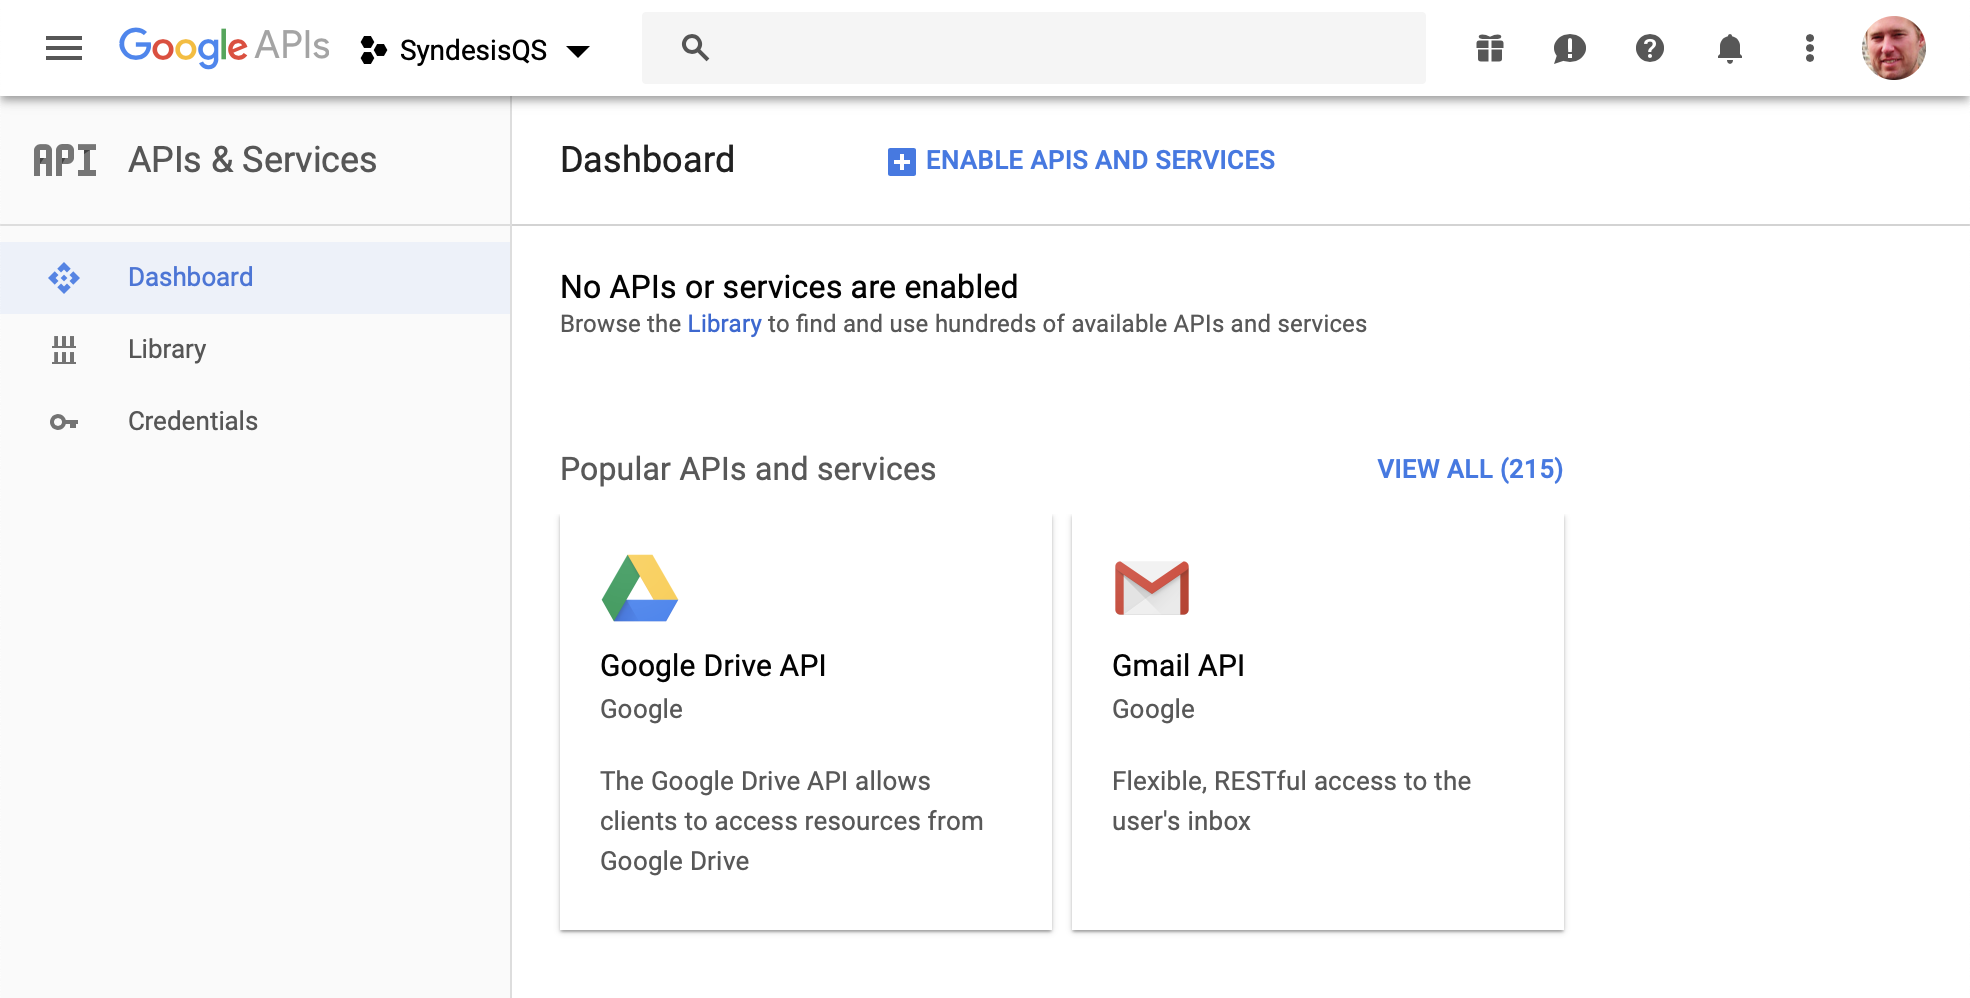 Google APIs
SyndesisQS
API APIs & Services
Dashboard
ENABLE APIS AND SERVICES
Dashboard
Library
Credentials
No APIs or services are enabled
Browse the Library to find and use hundreds of available APIs and services
Popular APIs and services
VIEW ALL (215)
Google Drive API
Google
The Google Drive API allows
clients to access resources from
Google Drive
Gmail API
Google
Flexible, RESTful access to the
user's inbox